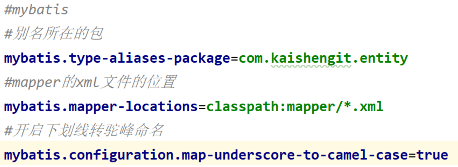 #mybatis
#别名所在的包
mybatis.type-aliases-package=com.kaishengit.entity
#mapper的xml文件的位置
mybatis.mapper-locations=classpath:mapper/*.xml
#开启下划线转驼峰命名
mybatis.configuration.map-underscore-to-camel-case=true